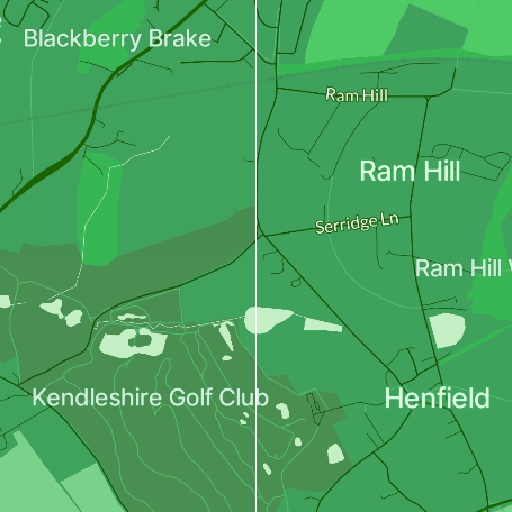 Blackberry Brake
Ram Hill
Ram Hill
Serridge Ln
Ram Hill
Kendleshire Golf Club
Henfield